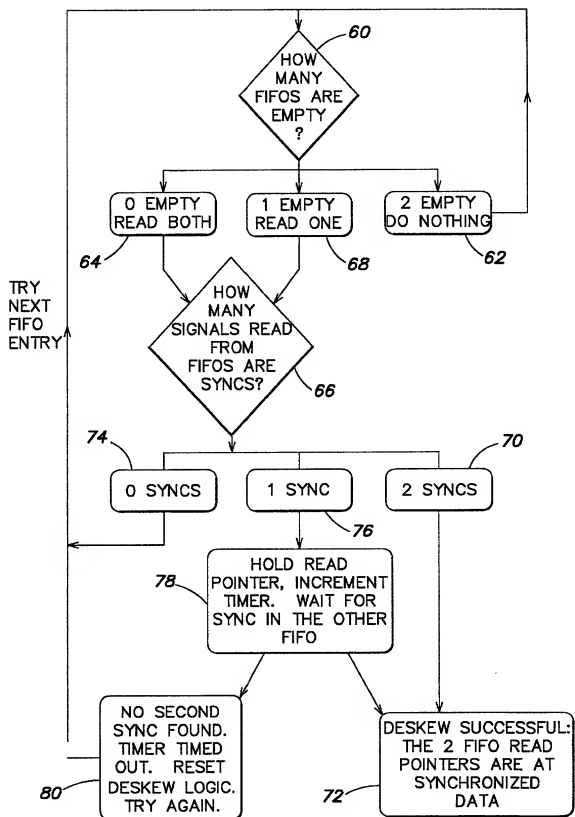 60
HOW
MANY
FIFOS ARE
EMPTY
?
0 EMPTY
READ BOTH
64
1 EMPTY
READ ONE
68
2 EMPTY
DO NOTHING
62
TRY
NEXT
FIFO
ENTRY
HOW
MANY
SIGNALS READ
FROM
FIFOS ARE
SYNCS?
66
74
0 SYNCS
1 SYNC
76
70
2 SYNCS
78
HOLD READ
POINTER, INCREMENT
TIMER. WAIT FOR
SYNC IN THE OTHER
FIFO
NO SECOND
SYNC FOUND.
TIMER TIMED
OUT. RESET
DESKEW LOGIC.
TRY AGAIN.
80
DESKEW SUCCESSFUL:
THE 2 FIFO READ
POINTERS ARE AT
SYNCHRONIZED
DATA
72